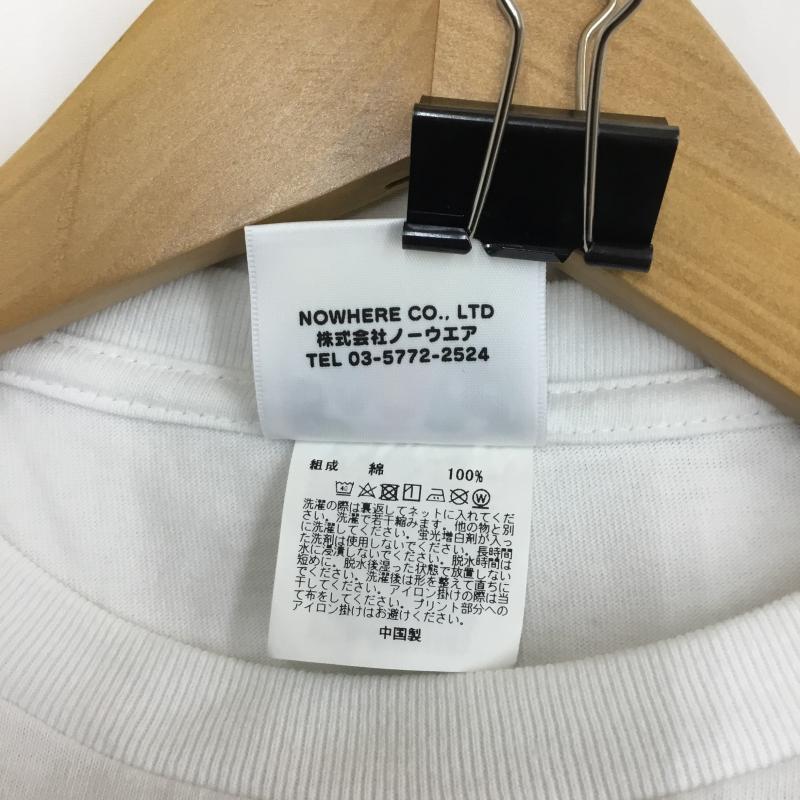 NOWHERE CO., LTD
株式会社ノーウエア
TEL 03-5772-2524
組成 綿 100%
洗濯の際は裏返してネットに入れてくだ
さい。洗濯で若干縮みます。他の物と別
に洗濯してください。蛍光増白剤が入っ
た洗剤は使用しないでください。長時間
水に浸漬しないでください。脱水時間は
短めに。脱水後湿った状態で放置しない
でください。洗濯後は形を整えて直ちに
干してください。アイロン掛けの際は当
て布をしてください。プリント部分への
アイロン掛けはお避けください。
中国製